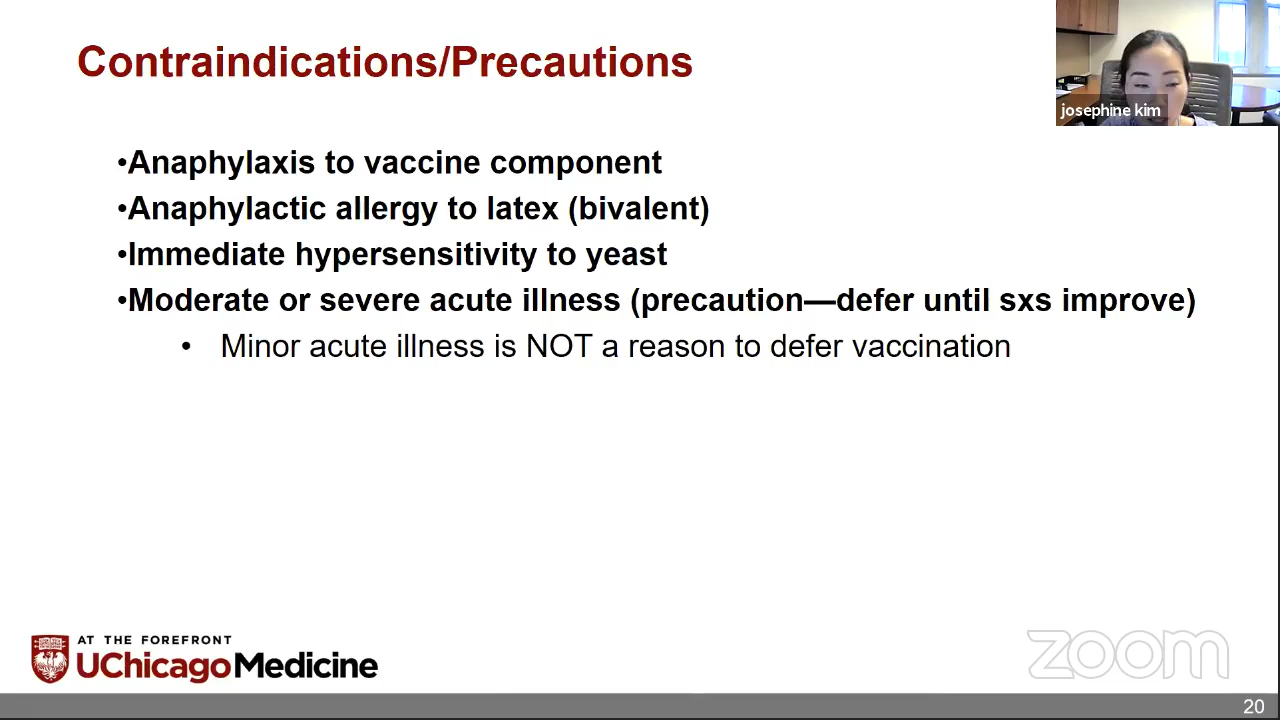 Contraindications/Precautions
josephine kim
•Anaphylaxis to vaccine component
•Anaphylactic allergy to latex (bivalent)
•Immediate hypersensitivity to yeast
•Moderate or severe acute illness (precaution—defer until sxs improve)
• Minor acute illness is NOT a reason to defer vaccination
AT THE FOREFRONT
UChicagoMedicine
zoom
20